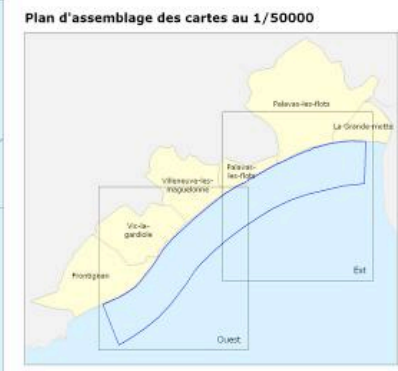 Plan d'assemblage des cartes au 1/50000
Palavas-les-flots
La Grande-motte
Palavas-
les-flots
Villeneuve-les-
maguelonne
Vic-la-
gardiole
Frontignan
Est
Ouest